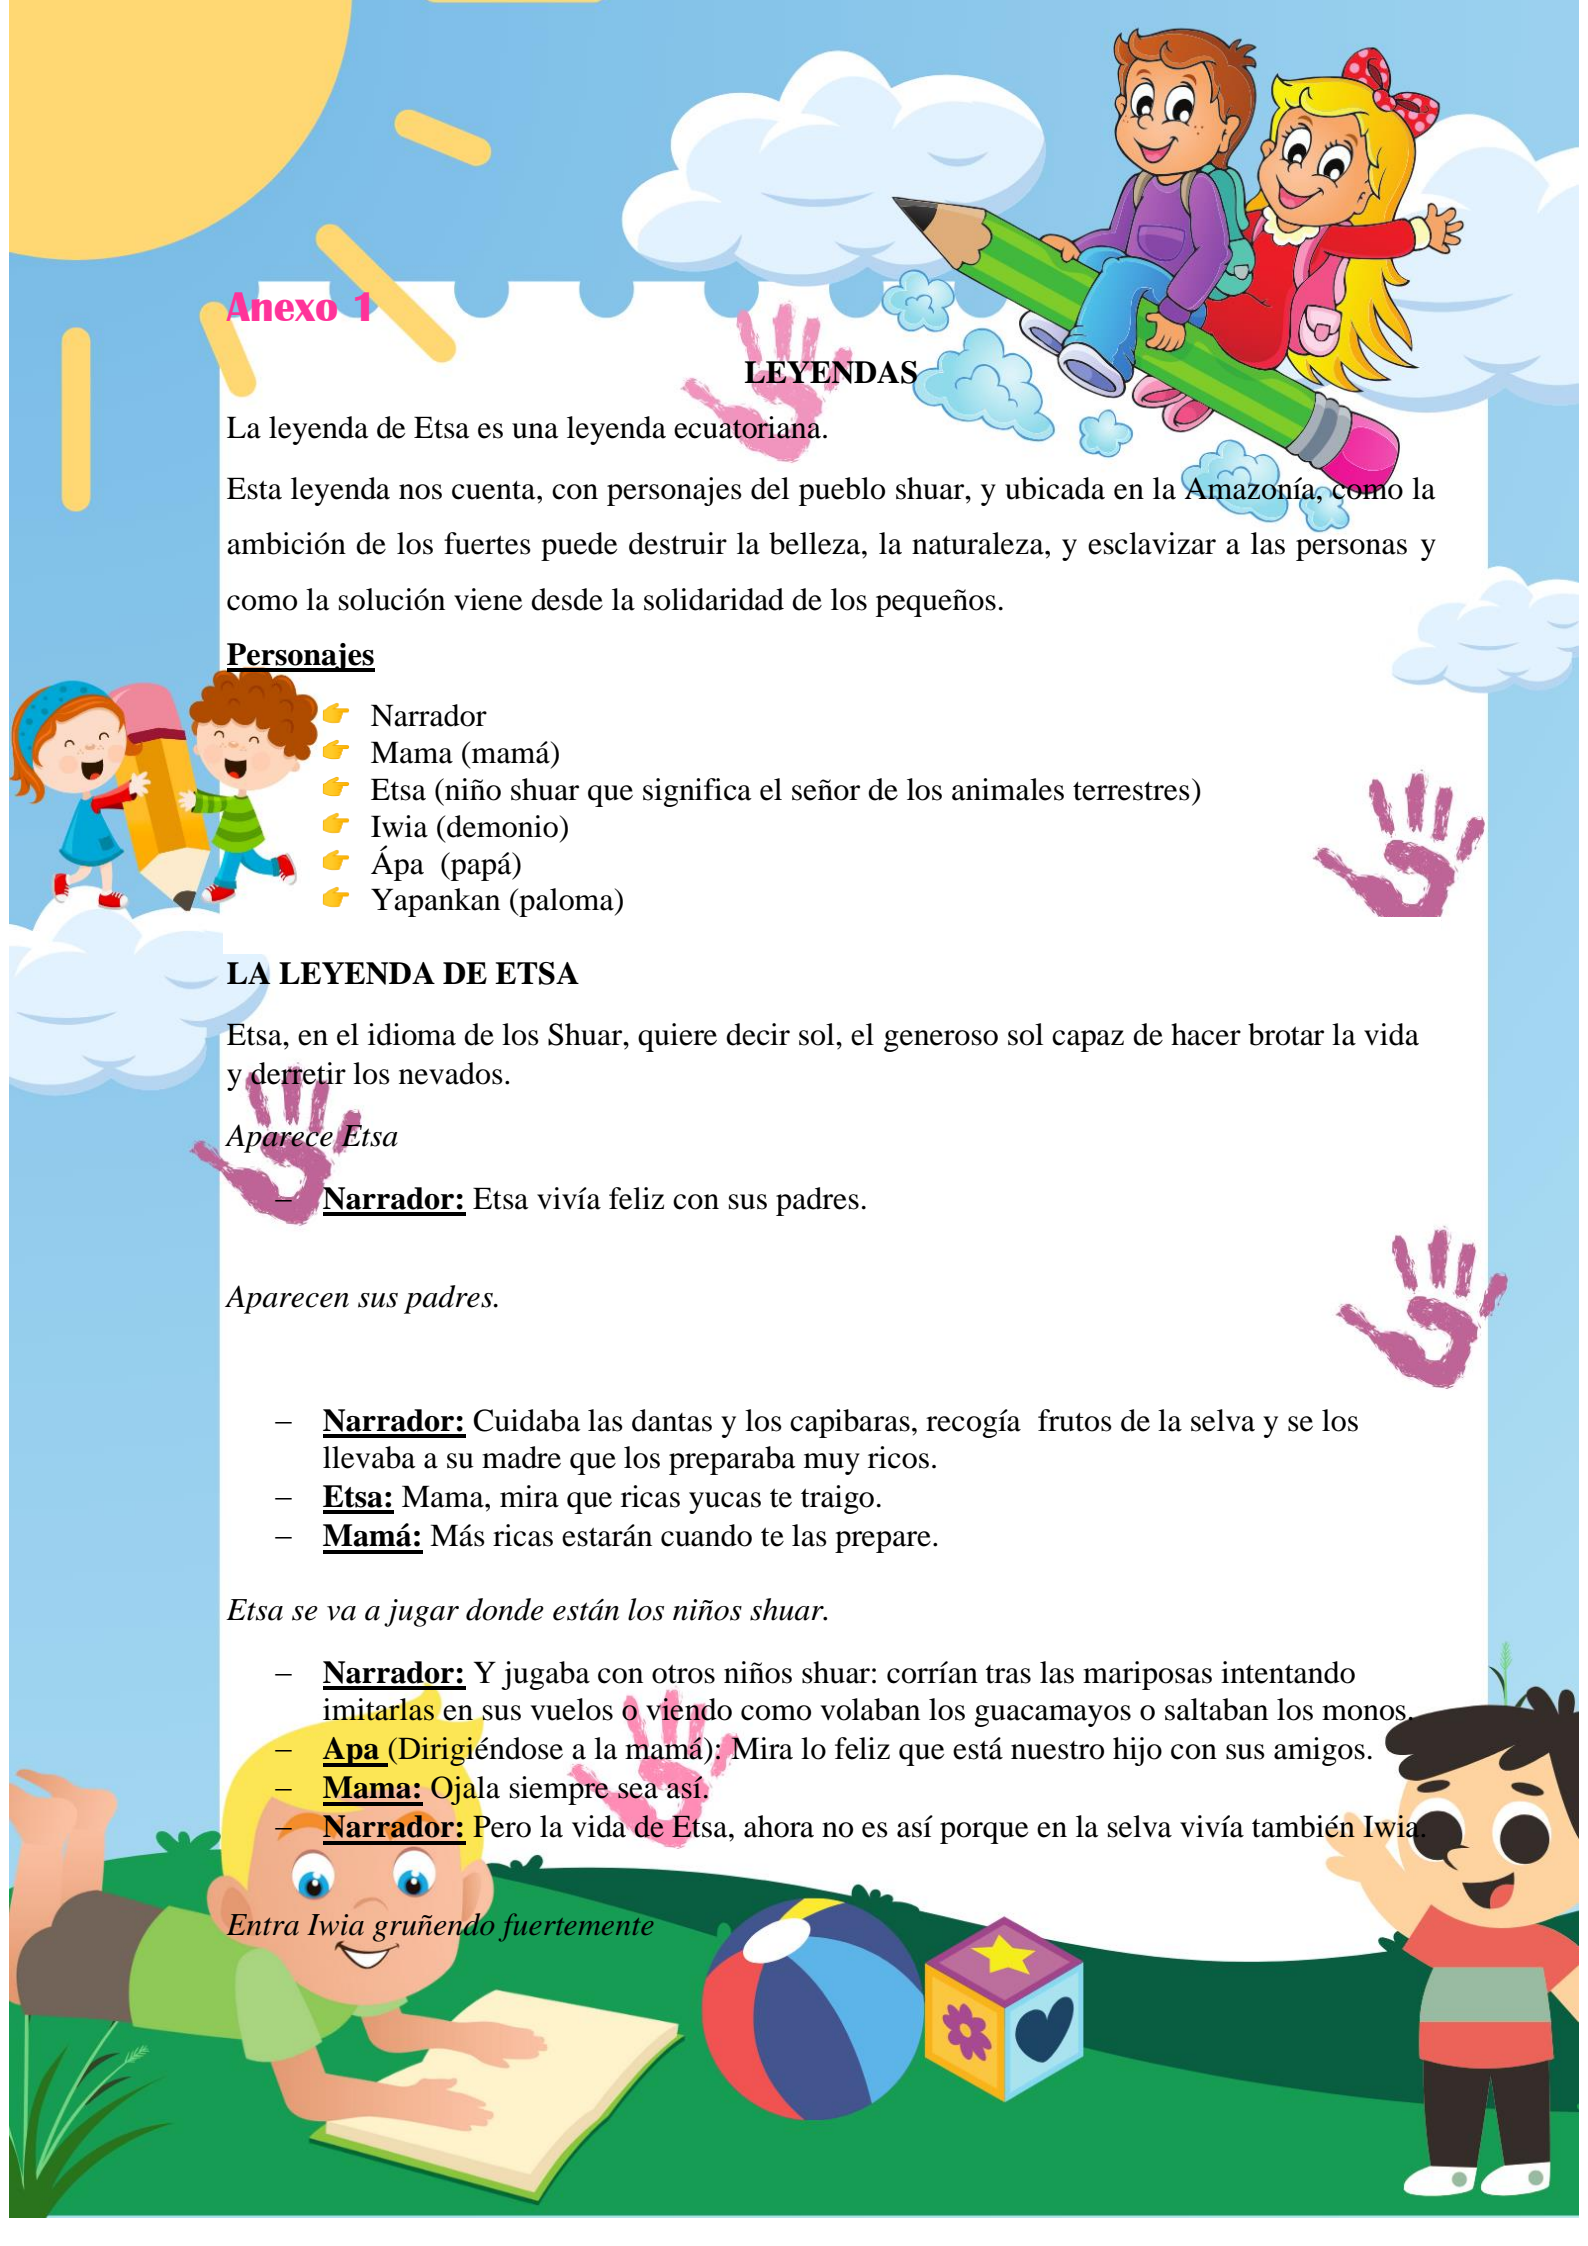 Anexo 1
LEYENDAS
La leyenda de Etsa es una leyenda ecuatoriana.
Esta leyenda nos cuenta, con personajes del pueblo shuar, y ubicada en la Amazonía, como la
ambición de los fuertes puede destruir la belleza, la naturaleza, y esclavizar a las personas y
como la solución viene desde la solidaridad de los pequeños.
Personajes
Narrador
Mama (mamá)
Etsa (niño shuar que significa el señor de los animales terrestres)
Iwia (demonio)
Ápa  (papá)
Yapankan (paloma)
LA LEYENDA DE ETSA
Etsa, en el idioma de los Shuar, quiere decir sol, el generoso sol capaz de hacer brotar la vida
y derretir los nevados.
Aparece Etsa
– Narrador: Etsa vivía feliz con sus padres.
Aparecen sus padres.
– Narrador: Cuidaba las dantas y los capibaras, recogía  frutos de la selva y se los
llevaba a su madre que los preparaba muy ricos.
– Etsa: Mama, mira que ricas yucas te traigo.
– Mamá: Más ricas estarán cuando te las prepare.
Etsa se va a jugar donde están los niños shuar.
– Narrador: Y jugaba con otros niños shuar: corrían tras las mariposas intentando
imitarlas en sus vuelos o viendo como volaban los guacamayos o saltaban los monos.
– Apa (Dirigiéndose a la mamá): Mira lo feliz que está nuestro hijo con sus amigos.
– Mama: Ojala siempre sea así.
– Narrador: Pero la vida de Etsa, ahora no es así porque en la selva vivía también Iwia.
Entra Iwia gruñendo fuertemente